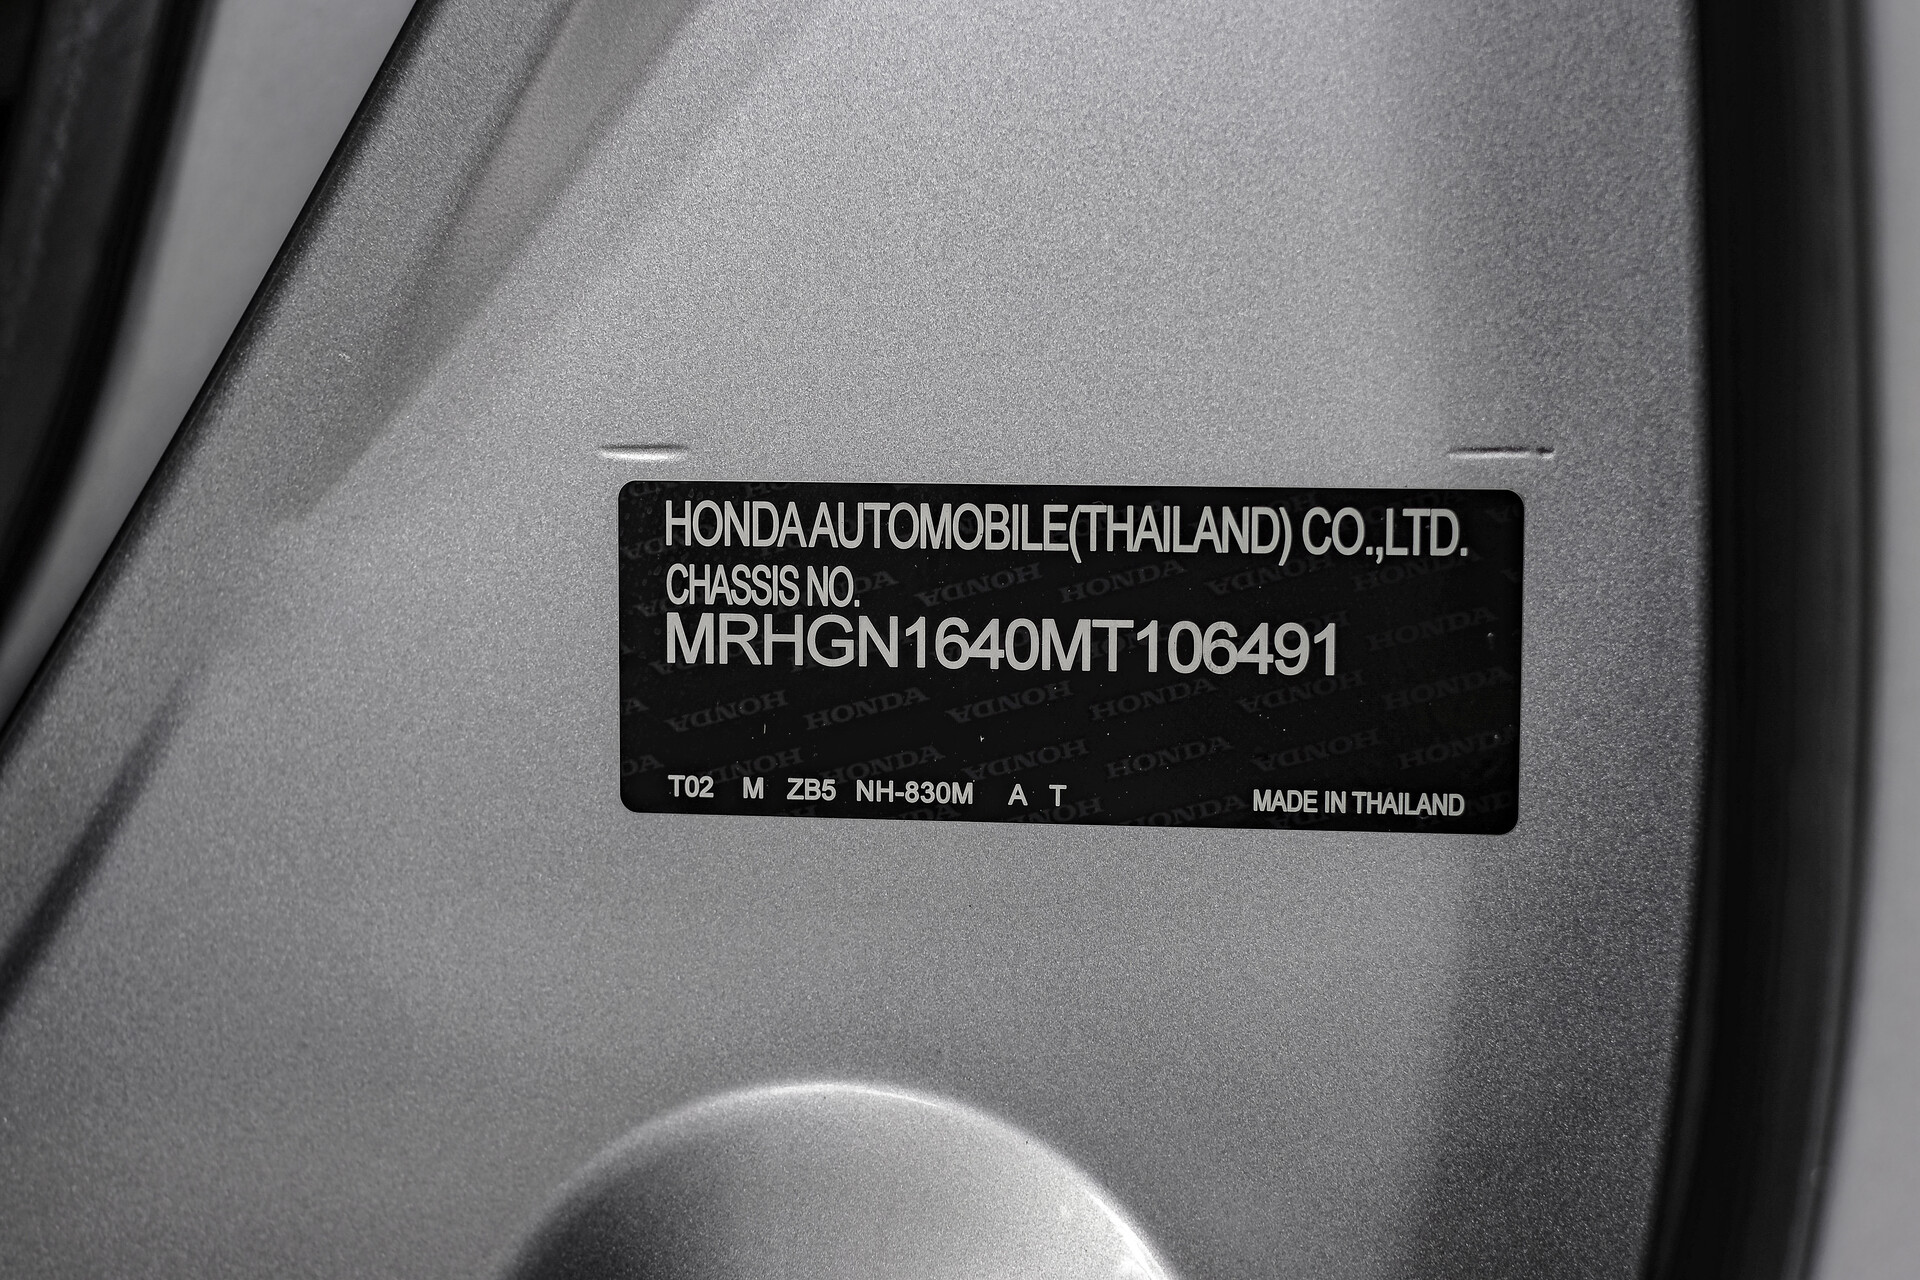 HONDA AUTOMOBILE(THAILAND) CO.,LTD.
CHASSIS NO.
MRHGN1640MT106491
T02 M ZB5 NH-830M A T MADE IN THAILAND